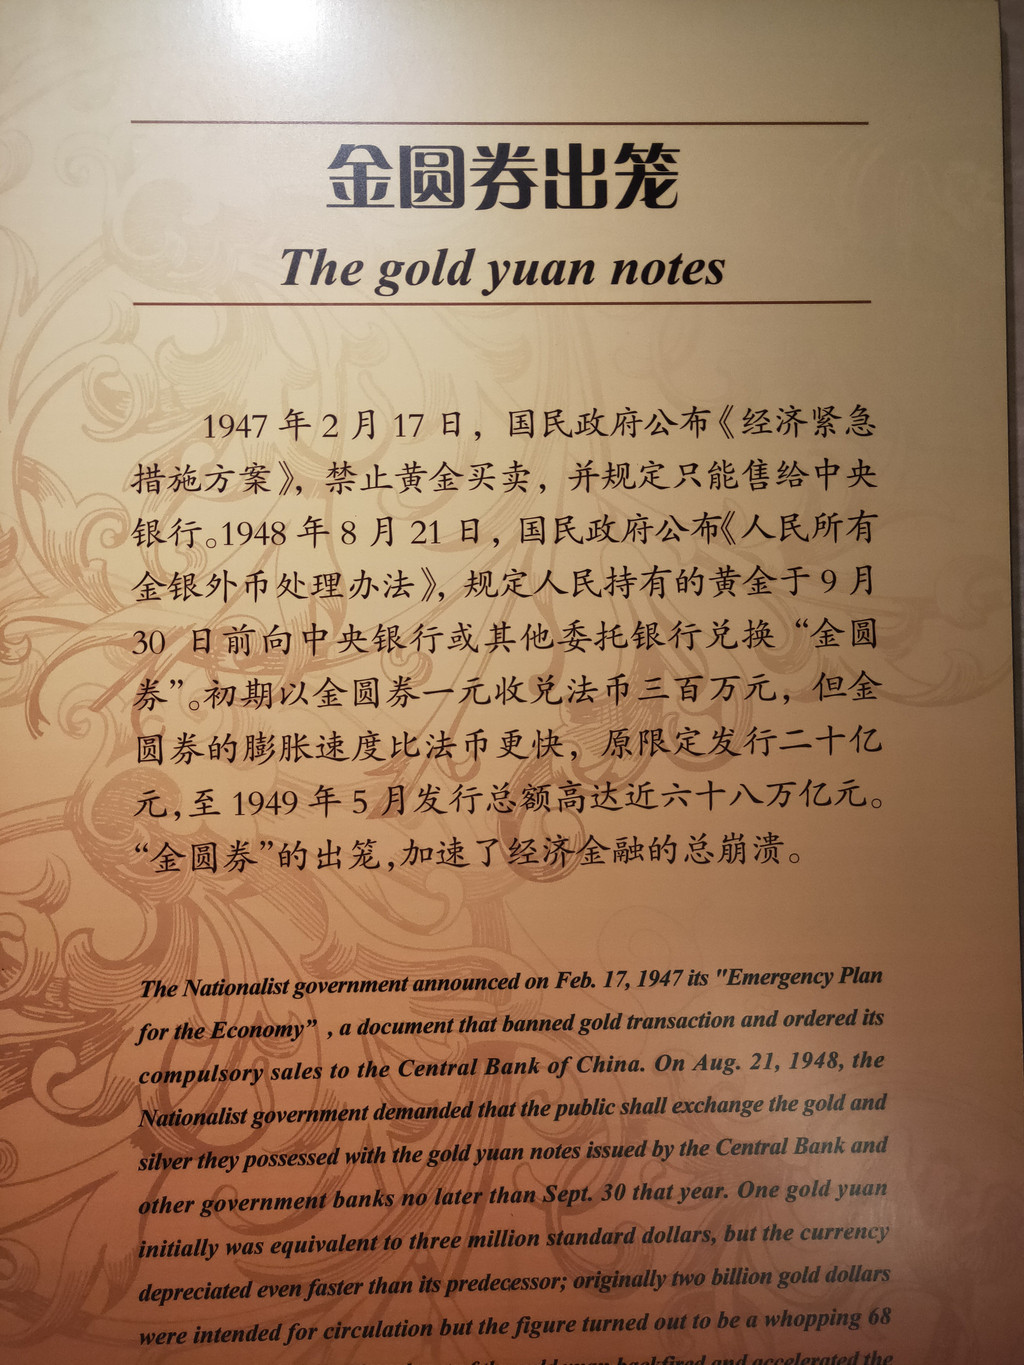 金圆券出笼
The gold yuan notes
1947 年 2 月 17 日，国民政府公布《经济紧急
措施方案》，禁止黄金买卖，并规定只能售给中央
银行。1948 年 8 月 21 日，国民政府公布《人民所有
金银外币处理办法》，规定人民持有的黄金于 9 月
30 日前向中央银行或其他委托银行兑换“金圆
券”。初期以金圆券一元收兑法币三百万元，但金
圆券的膨胀速度比法币更快，原限定发行二十亿
元，至 1949 年 5 月发行总额高达近六十八万亿元。
“金圆券”的出笼，加速了经济金融的总崩溃。
The Nationalist government announced on Feb. 17, 1947 its "Emergency Plan
for the Economy” , a document that banned gold transaction and ordered its
compulsory sales to the Central Bank of China. On Aug. 21, 1948, the
Nationalist government demanded that the public shall exchange the gold and
silver they possessed with the gold yuan notes issued by the Central Bank and
other government banks no later than Sept. 30 that year. One gold yuan
initially was equivalent to three million standard dollars, but the currency
depreciated even faster than its predecessor; originally two billion gold dollars
were intended for circulation but the figure turned out to be a whopping 68
of the gold yuan backfired and accelerated the